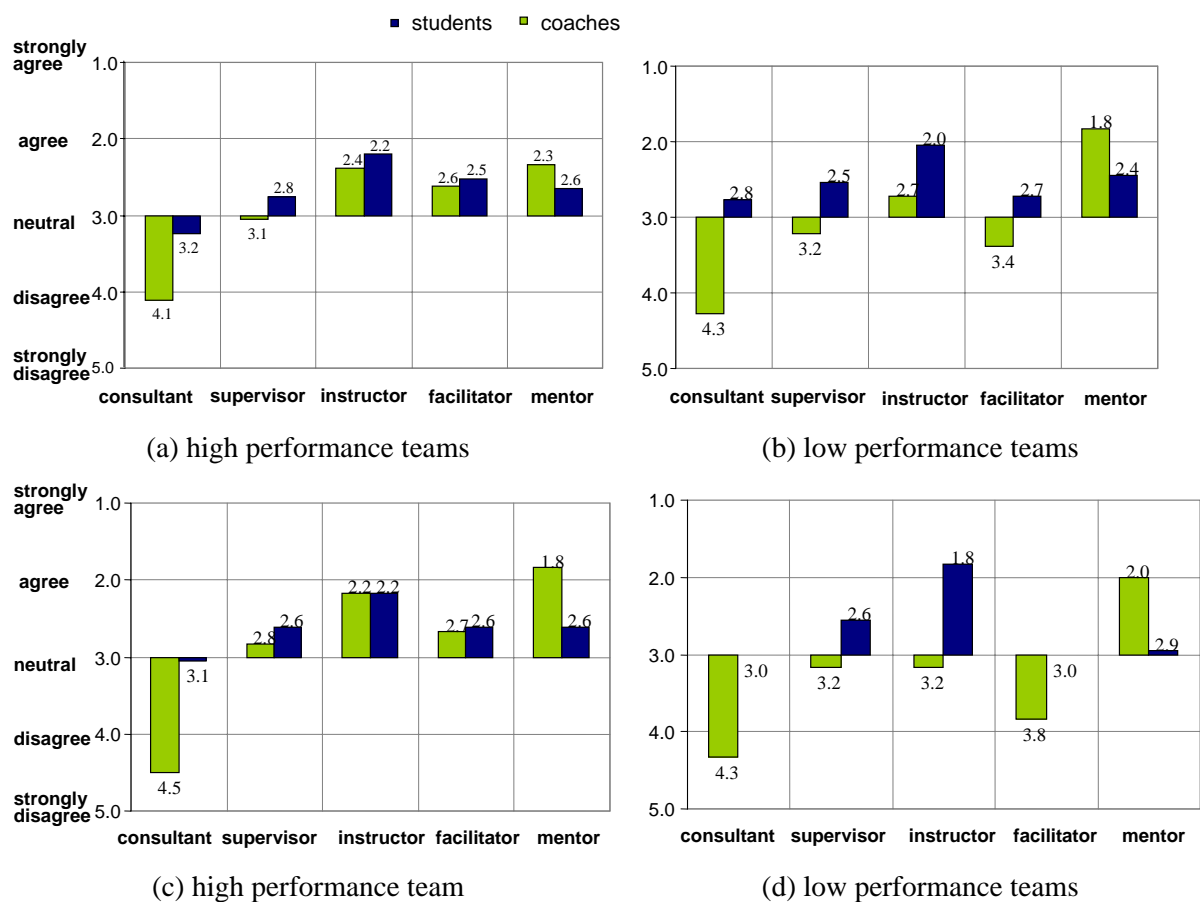 students coaches
strongly
agree
agree
neutral
disagree
strongly
disagree
1.0
2.0
3.0
4.0
5.0
4.1
3.2
3.1
2.8
2.4
2.2
2.6
2.5
2.3
2.6
consultant supervisor instructor facilitator mentor
(a) high performance teams
1.0
2.0
3.0
4.0
5.0
4.3
2.8
3.2
2.5
2.7
2.0
3.4
2.7
1.8
2.4
consultant supervisor instructor facilitator mentor
(b) low performance teams
strongly
agree
agree
neutral
disagree
strongly
disagree
1.0
2.0
3.0
4.0
5.0
4.5
3.1
2.8
2.6
2.2
2.2
2.7
2.6
1.8
2.6
consultant supervisor instructor facilitator mentor
(c) high performance team
1.0
2.0
3.0
4.0
5.0
4.3
3.0
3.2
2.6
3.2
1.8
3.8
3.0
2.0
2.9
consultant supervisor instructor facilitator mentor
(d) low performance teams